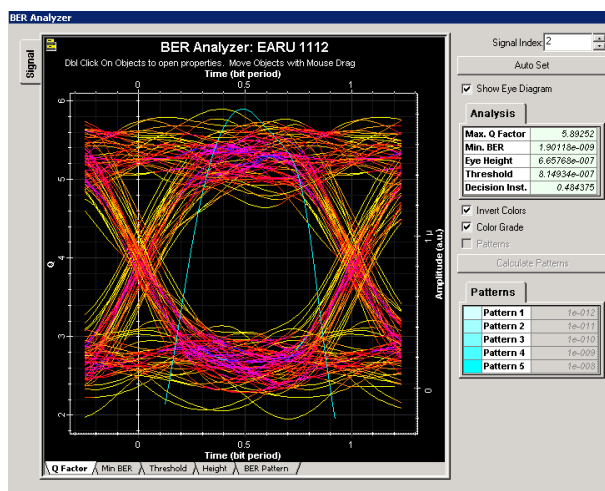 BER Analyzer
Signal
BER Analyzer: EARU 1112
Dbl Click On Objects to open properties. Move Objects with Mouse Drag
Time (bit period)
0 0.5 1
6
5
4
3
2
Q
1 µ
0
Amplitude (a.u.)
0 0.5 1
Time (bit period)
Q Factor Min BER Threshold Height BER Pattern
Signal Index: 2
Auto Set
Show Eye Diagram
Analysis
Max. Q Factor 5.89252
Min. BER 1.90118e-009
Eye Height 6.65768e-007
Threshold 8.14934e-007
Decision Inst. 0.484375
Invert Colors
Color Grade
Patterns
Calculate Patterns
Patterns
Pattern 1 1e-012
Pattern 2 1e-011
Pattern 3 1e-010
Pattern 4 1e-009
Pattern 5 1e-008